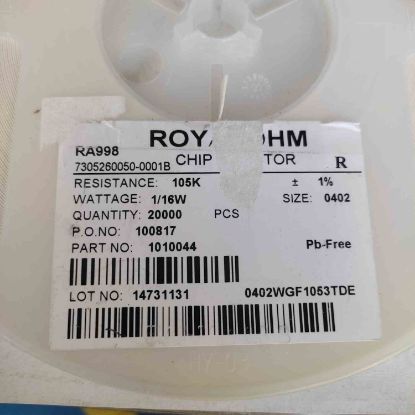 RA998 ROY OHM
7305260050-0001B CHIP TOR R
RESISTANCE: 105K ± 1%
WATTAGE: 1/16W SIZE: 0402
QUANTITY: 20000 PCS
P.O.NO: 100817
PART NO: 1010044 Pb-Free
LOT NO: 14731131 0402WGF1053TDE